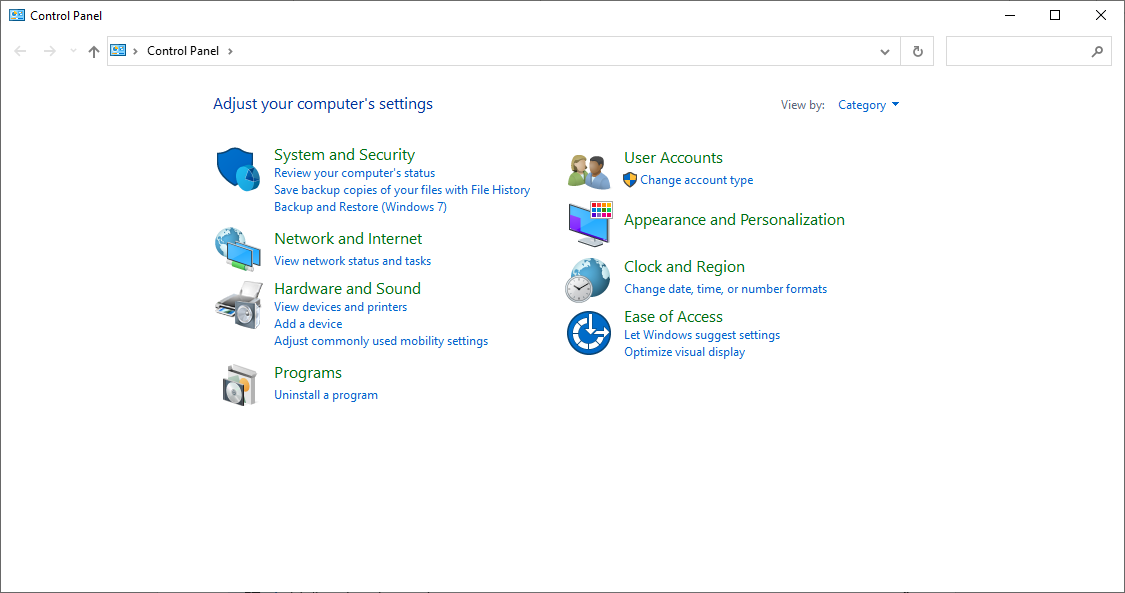 Control Panel
Control Panel
Adjust your computer's settings
View by: Category
System and Security
Review your computer's status
Save backup copies of your files with File History
Backup and Restore (Windows 7)
Network and Internet
View network status and tasks
Hardware and Sound
View devices and printers
Add a device
Adjust commonly used mobility settings
Programs
Uninstall a program
User Accounts
Change account type
Appearance and Personalization
Clock and Region
Change date, time, or number formats
Ease of Access
Let Windows suggest settings
Optimize visual display